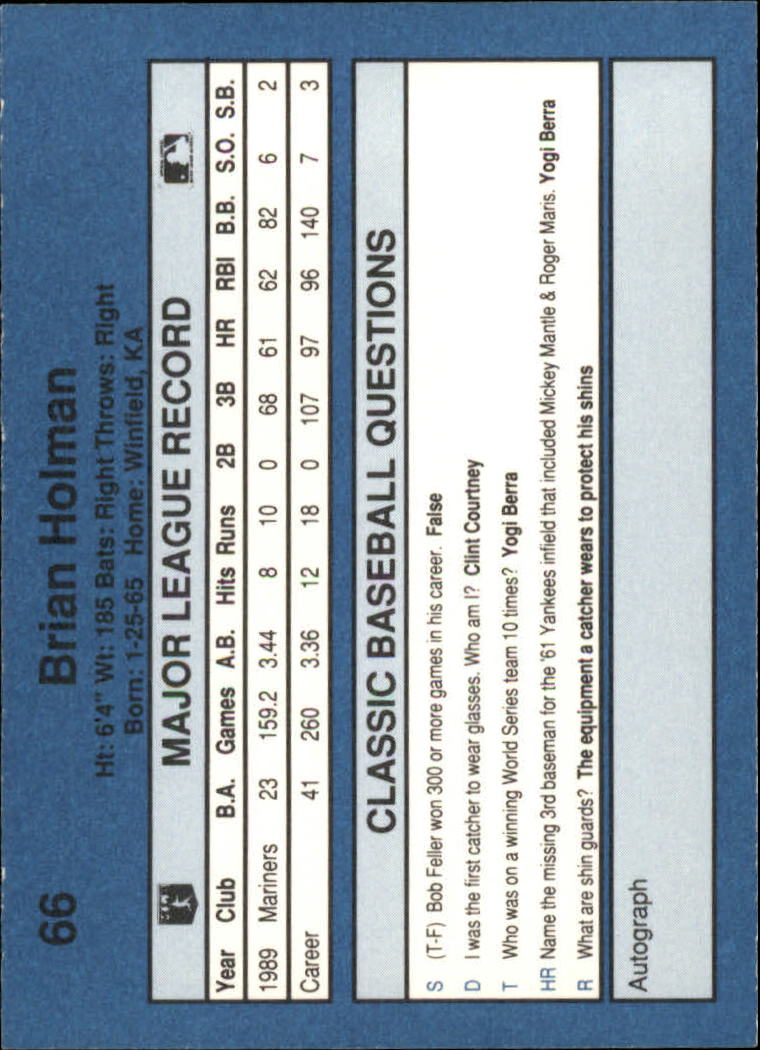 66
Brian Holman
Ht: 6'4" Wt: 185 Bats: Right Throws: Right
Born: 1-25-65 Home: Winfield, KA
MAJOR LEAGUE RECORD
Year Club B.A. Games A.B. Hits Runs 2B 3B HR RBI B.B. S.O. S.B.
1989 Mariners 23 159.2 3.44 8 10 0 68 61 62 82 6 2
Career 41 260 3.36 12 18 0 107 97 96 140 7 3
CLASSIC BASEBALL QUESTIONS
S (T-F) Bob Feller won 300 or more games in his career. False
D I was the first catcher to wear glasses. Who am I? Clint Courtney
T Who was on a winning World Series team 10 times? Yogi Berra
HR Name the missing 3rd baseman for the '61 Yankees infield that included Mickey Mantle & Roger Maris. Yogi Berra
R What are shin guards? The equipment a catcher wears to protect his shins
Autograph